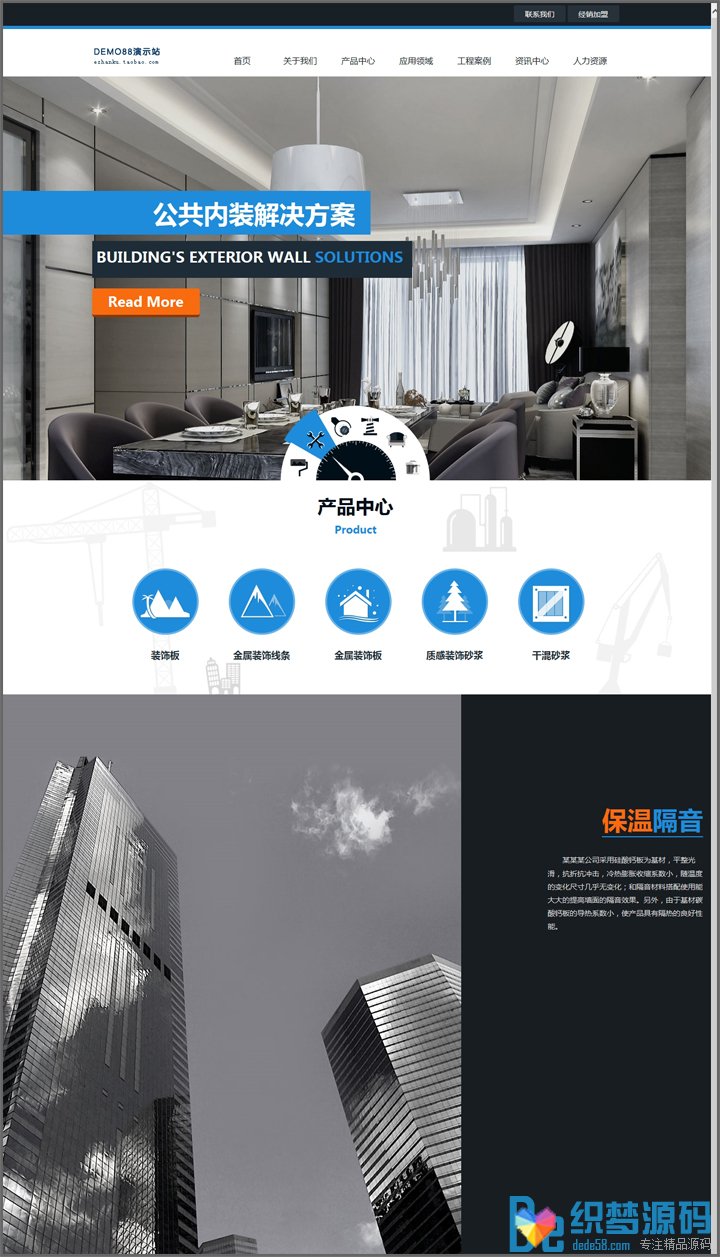 联系我们 经销加盟
DEMO88演示站
azhanku.taobao.com
首页 关于我们 产品中心 应用领域 工程案例 资讯中心 人力资源
公共内装解决方案
BUILDING'S EXTERIOR WALL SOLUTIONS
Read More
产品中心
Product
装饰板 金属装饰线条 金属装饰板 质感装饰砂浆 干混砂浆
保温隔音
某某某公司采用硅酸钙板为基材，平整光
滑，抗折抗冲击，冷热膨胀收缩系数小，随温度
的变化尺寸几乎无变化；和隔音材料搭配使用能
大大的提高墙面的隔音效果。另外，由于基材碳
酸钙板的导热系数小，使产品具有隔热的良好性
能。
织梦源码
dede58.com 专注精品源码